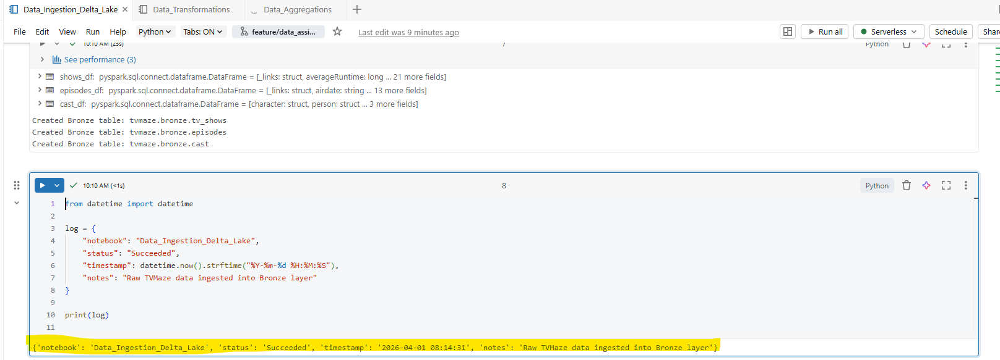 Data_Ingestion_Delta_Lake
Data_Transformations
Data_Aggregations
File Edit View Run Help Python Tabs: ON feature/data_assi... Last edit was 9 minutes ago Run all Serverless Schedule Share
10:10 AM (23s) 7 Python
See performance (3)
shows_df: pyspark.sql.connect.dataframe.DataFrame = [_links: struct, averageRuntime: long ... 21 more fields]
episodes_df: pyspark.sql.connect.dataframe.DataFrame = [_links: struct, airdate: string ... 13 more fields]
cast_df: pyspark.sql.connect.dataframe.DataFrame = [character: struct, person: struct ... 3 more fields]
Created Bronze table: tvmaze.bronze.tv_shows
Created Bronze table: tvmaze.bronze.episodes
Created Bronze table: tvmaze.bronze.cast
10:10 AM (<1s) 8 Python
1 from datetime import datetime
2
3 log = {
4 "notebook": "Data_Ingestion_Delta_Lake",
5 "status": "Succeeded",
6 "timestamp": datetime.now().strftime("%Y-%m-%d %H:%M:%S"),
7 "notes": "Raw TVMaze data ingested into Bronze layer"
8 }
9
10 print(log)
11
{'notebook': 'Data_Ingestion_Delta_Lake', 'status': 'Succeeded', 'timestamp': '2026-04-01 08:14:31', 'notes': 'Raw TVMaze data ingested into Bronze layer'}